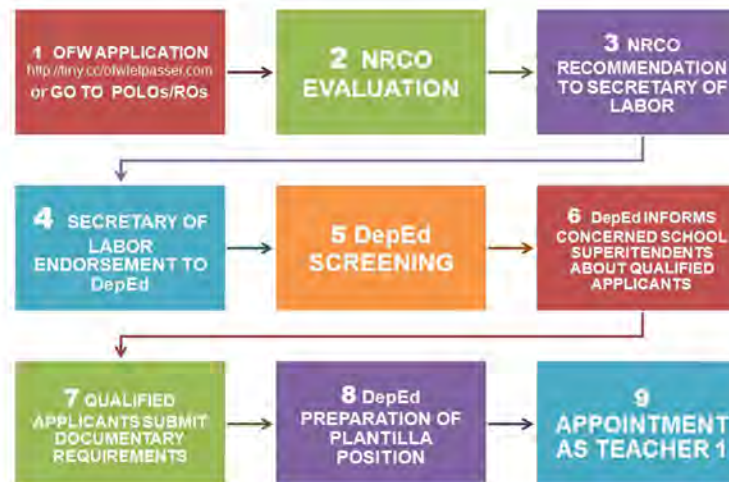 1 OFW APPLICATION
http://tiny.cc/ofwletpasser.com
or GO TO POLOs/ROs
2 NRCO
EVALUATION
3 NRCO
RECOMMENDATION
TO SECRETARY OF
LABOR
4 SECRETARY OF
LABOR
ENDORSEMENT TO
DepEd
5 DepEd
SCREENING
6 DepEd INFORMS
CONCERNED SCHOOL
SUPERITENDENTS
ABOUT QUALIFIED
APPLICANTS
7 QUALIFIED
APPLICANTS SUBMIT
DOCUMENTARY
REQUIREMENTS
8 DepEd
PREPARATION OF
PLANTILLA
POSITION
9
APPOINTMENT
AS TEACHER 1